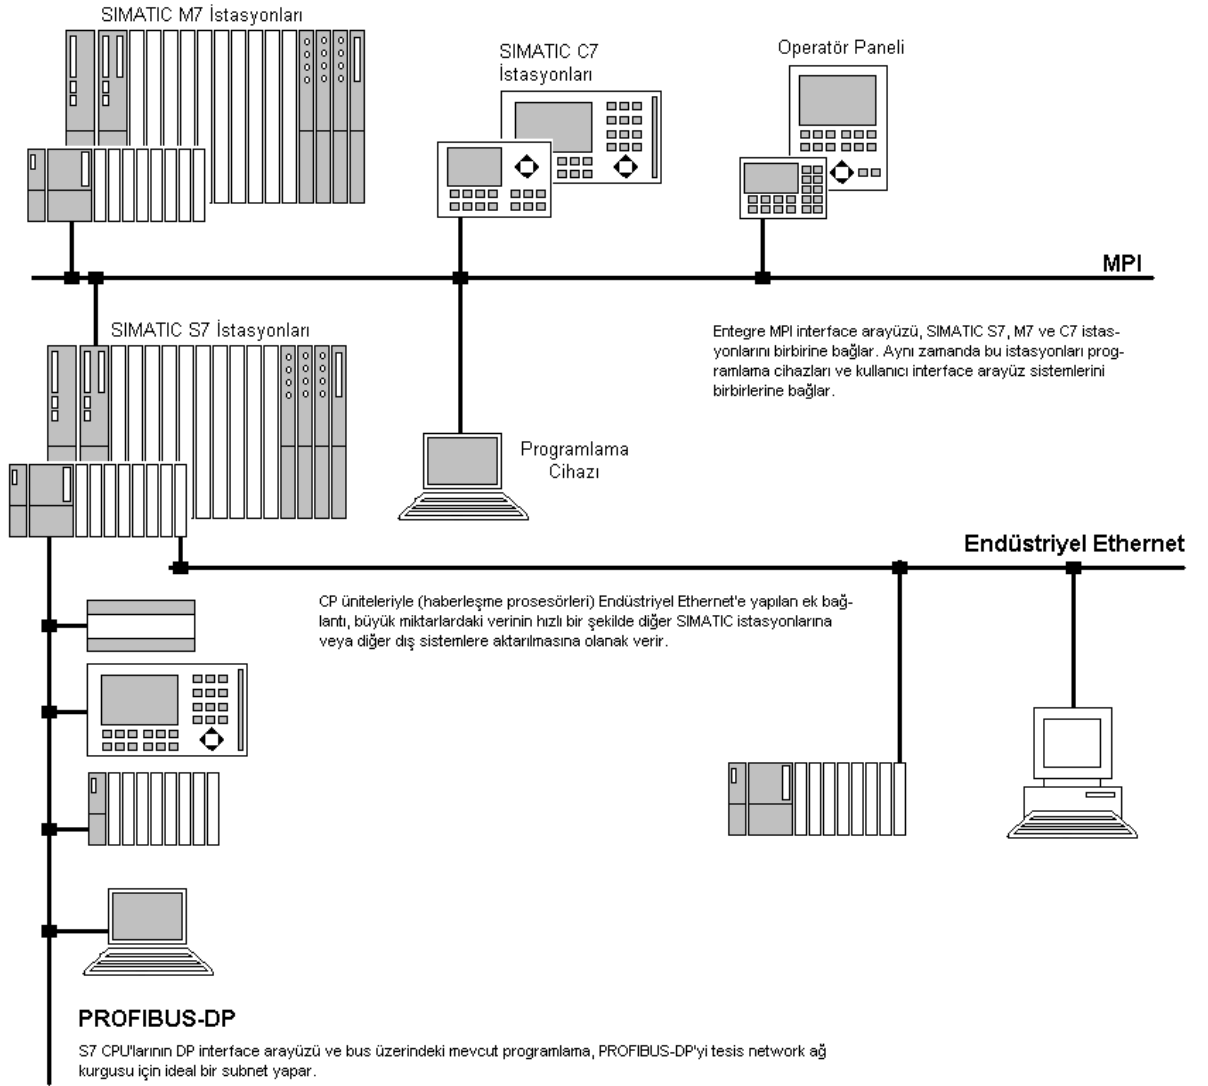 SIMATIC M7 İstasyonları
SIMATIC C7
İstasyonları
Operatör Paneli
MPI
SIMATIC S7 İstasyonları
Entegre MPI interface arayüzü, SIMATIC S7, M7 ve C7 istas-
yonlarını birbirine bağlar. Aynı zamanda bu istasyonları prog-
ramlama cihazları ve kullanıcı interface arayüz sistemlerini
birbirlerine bağlar.
Programlama
Cihazı
Endüstriyel Ethernet
CP üniteleriyle (haberleşme prosesörleri) Endüstriyel Ethernet'e yapılan ek bağ-
lantı, büyük miktarlardaki verinin hızlı bir şekilde diğer SIMATIC istasyonlarına
veya diğer dış sistemlere aktarılmasına olanak verir.
PROFIBUS-DP
S7 CPU'larının DP interface arayüzü ve bus üzerindeki mevcut programlama, PROFIBUS-DP'yi tesis network ağ
kurgusu için ideal bir subnet yapar.